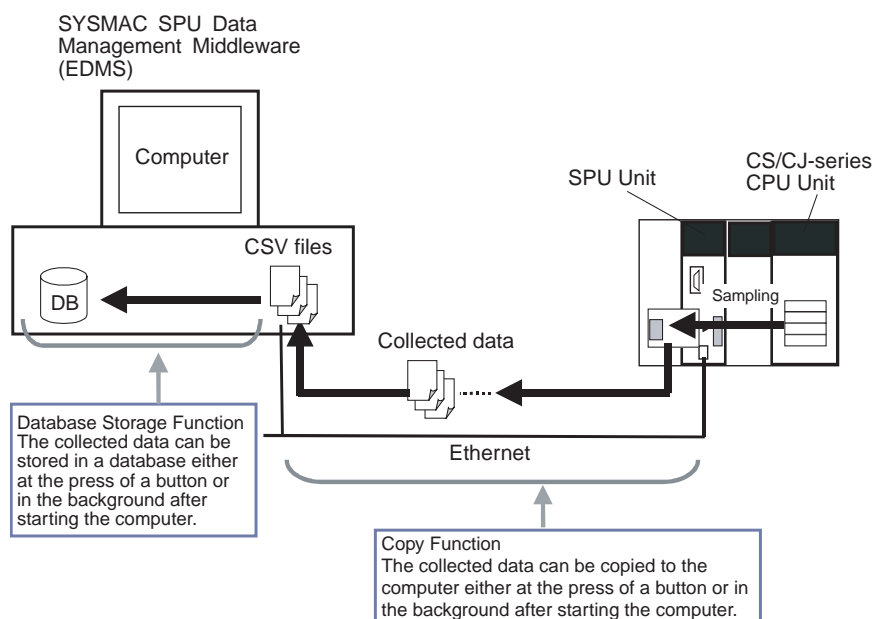 SYSMAC SPU Data
Management Middleware
(EDMS)
Computer
SPU Unit
CS/CJ-series
CPU Unit
CSV files
DB
Sampling
Collected data
Ethernet
Database Storage Function
The collected data can be
stored in a database either
at the press of a button or
in the background after
starting the computer.
Copy Function
The collected data can be copied to the
computer either at the press of a button or in
the background after starting the computer.